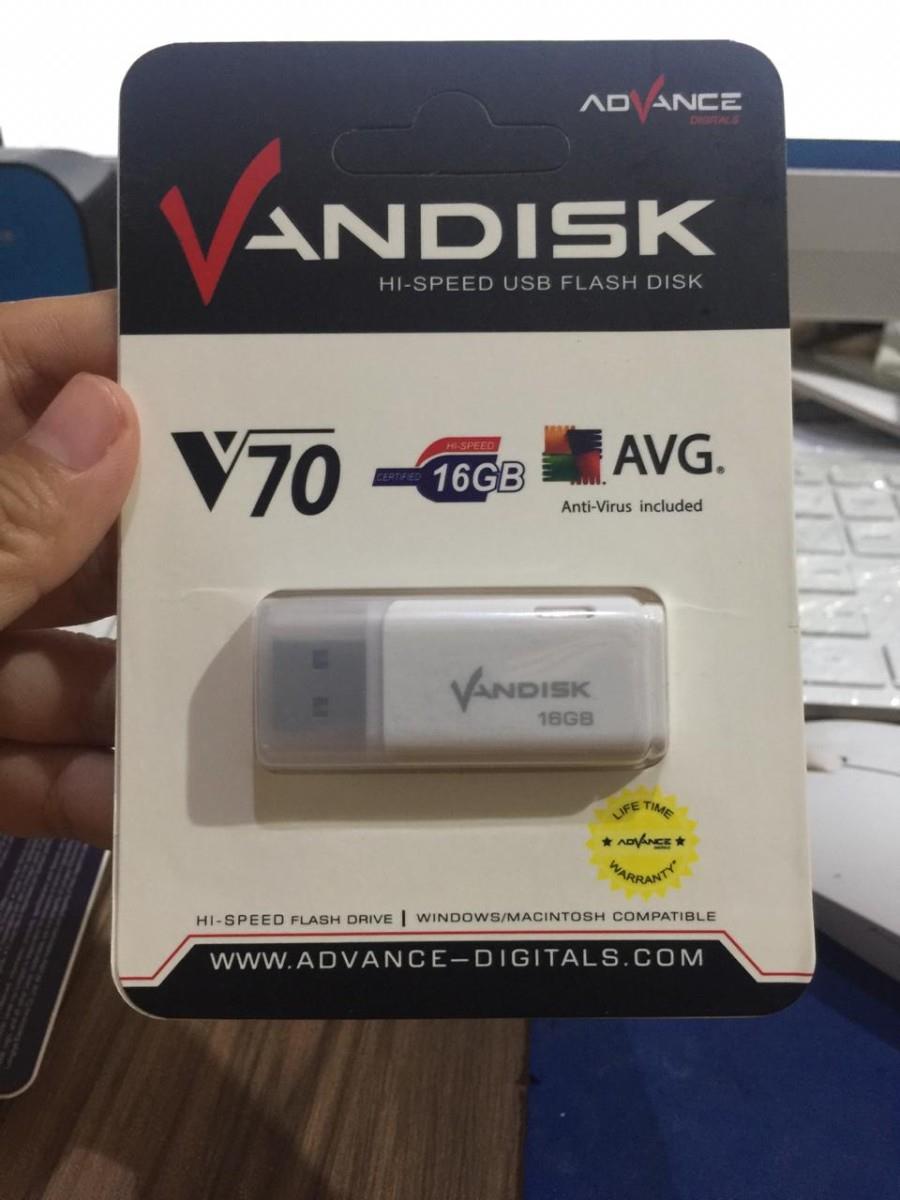 ADVANCE
DIGITALS
VANDISK
HI-SPEED USB FLASH DISK
V70
HI-SPEED
CERTIFIED
16GB
AVG®
Anti-Virus included
VANDISK
16GB
LIFE TIME
ADVANCE
WARRANTY*
HI-SPEED FLASH DRIVE | WINDOWS/MACINTOSH COMPATIBLE
WWW.ADVANCE-DIGITALS.COM